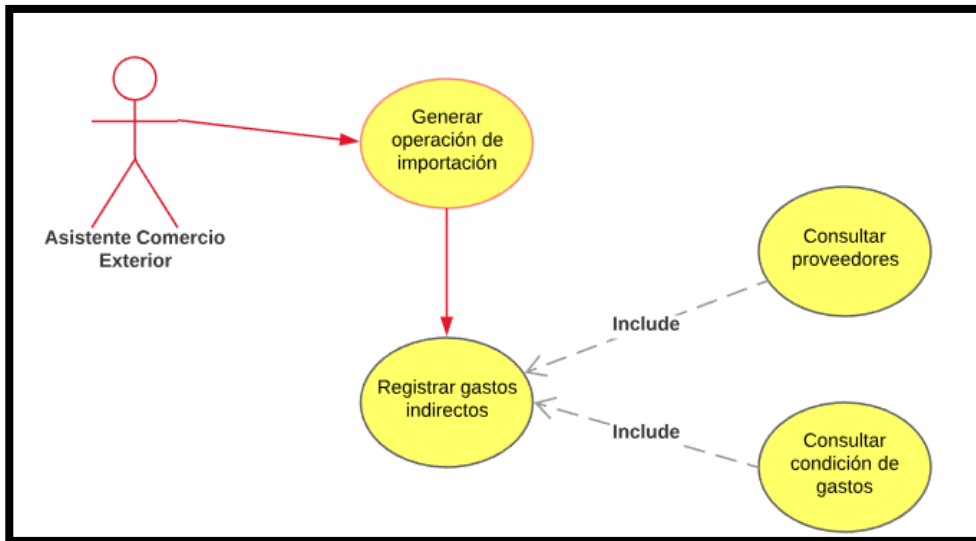 Generar
operación de
importación
Asistente Comercio
Exterior
Consultar
proveedores
Include
Registrar gastos
indirectos
Include
Consultar
condición de
gastos